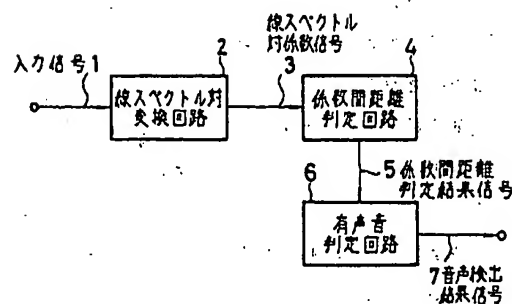 入力信号1
2
線スペクトル対
変換回路
線スペクトル
対係数信号
3
4
係数間距離
判定回路
5係数間距離
判定結果信号
6
有声音
判定回路
7音声検出
結果信号